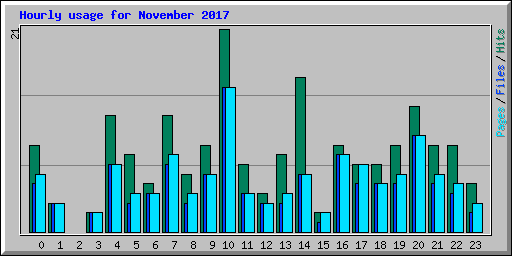 Hourly usage for November 2017
21
Pages/Files/Hits
0 1 2 3 4 5 6 7 8 9 10 11 12 13 14 15 16 17 18 19 20 21 22 23